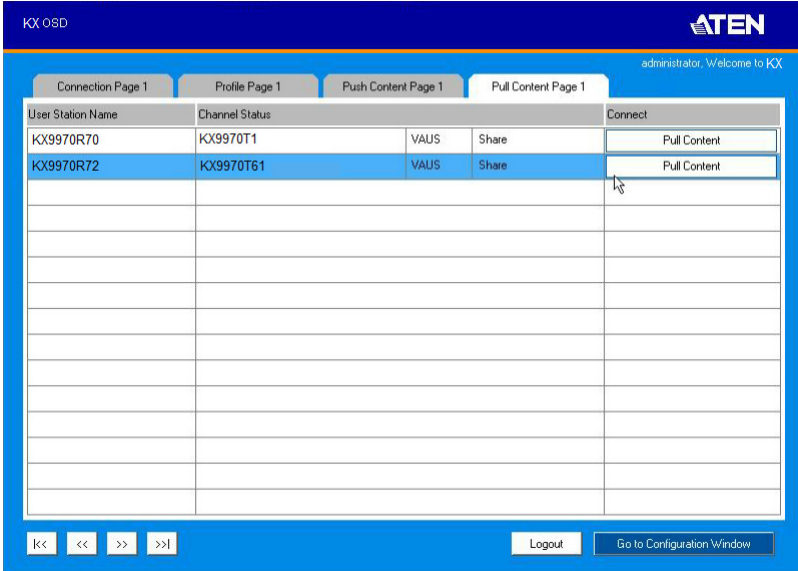 KX OSD
ATEN
administrator, Welcome to KX
Connection Page 1 Profile Page 1 Push Content Page 1 Pull Content Page 1
User Station Name Channel Status Connect
KX9970R70 KX9970T1 VAUS Share Pull Content
KX9970R72 KX9970T61 VAUS Share Pull Content
|<< << >> >>| Logout Go to Configuration Window